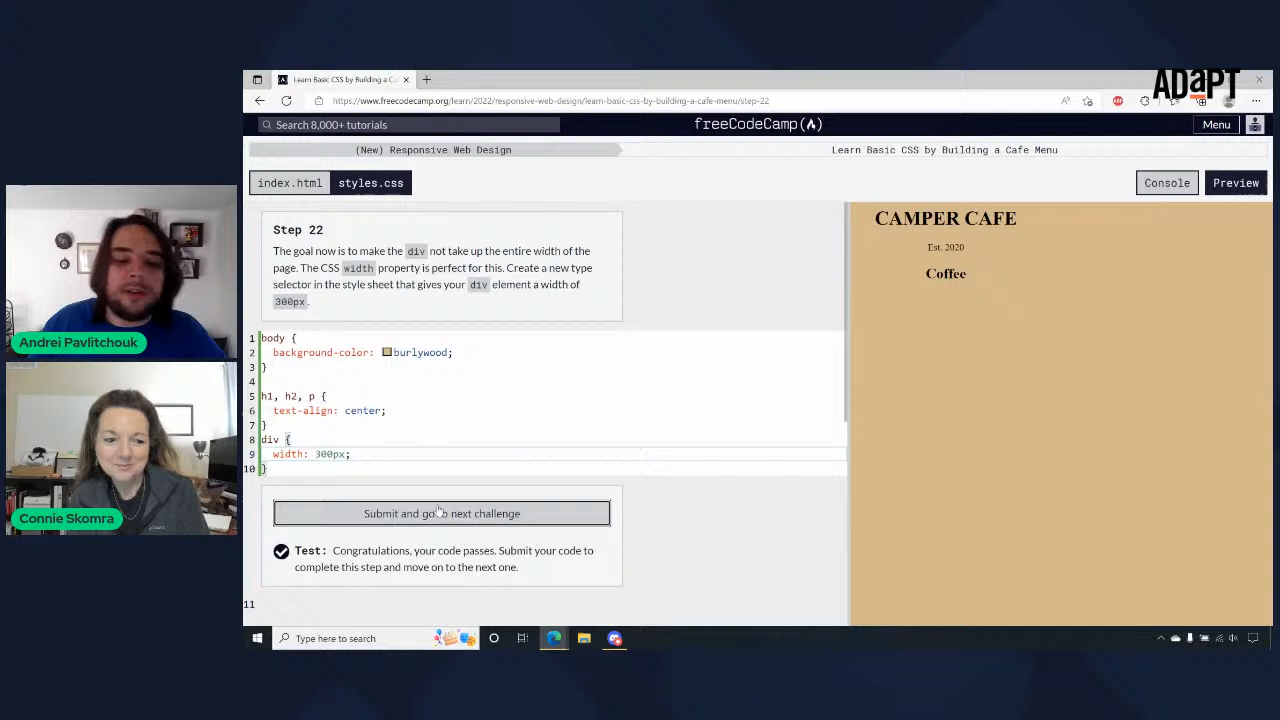 ADAPT
Learn Basic CSS by Building a Ca
https://www.freecodecamp.org/learn/2022/responsive-web-design/learn-basic-css-by-building-a-cafe-menu/step-22
Search 8,000+ tutorials
freeCodeCamp
Menu
(New) Responsive Web Design
Learn Basic CSS by Building a Cafe Menu
index.html
styles.css
Console
Preview
Step 22
The goal now is to make the div not take up the entire width of the
page. The CSS width property is perfect for this. Create a new type
selector in the style sheet that gives your div element a width of
300px.
1 body {
2 background-color: burlywood;
3 }
4
5 h1, h2, p {
6 text-align: center;
7 }
8 div {
9 width: 300px;
10 }
Submit and go to next challenge
Test: Congratulations, your code passes. Submit your code to
complete this step and move on to the next one.
11
CAMPER CAFE
Est. 2020
Coffee
Andrei Pavlitchouk
Connie Skomra
Type here to search